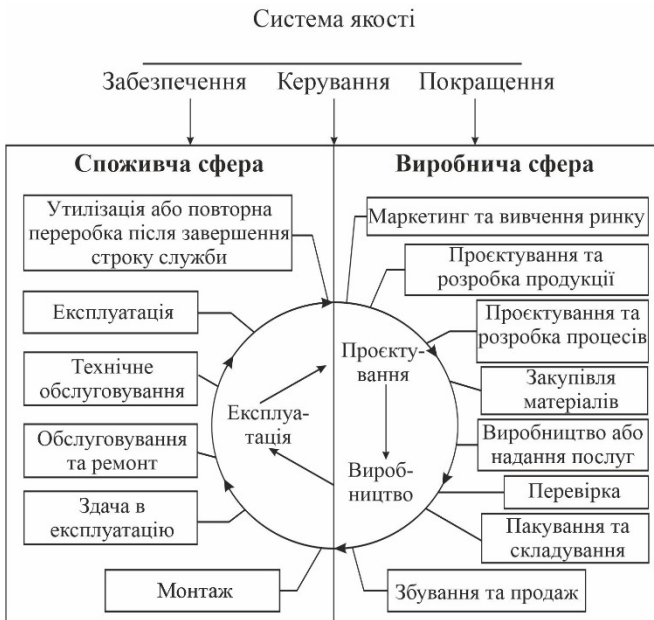 Система якості
Забезпечення Керування Покращення
Споживча сфера
Виробнича сфера
Утилізація або повторна
переробка після завершення
строку служби
Експлуатація
Технічне
обслуговування
Обслуговування
та ремонт
Здача в
експлуатацію
Монтаж
Маркетинг та вивчення ринку
Проєктування та
розробка продукції
Проєктування та
розробка процесів
Закупівля
матеріалів
Виробництво або
надання послуг
Перевірка
Пакування та
складування
Збування та продаж
Проєкту-
вання
Експлуа-
тація
Вироб-
ництво